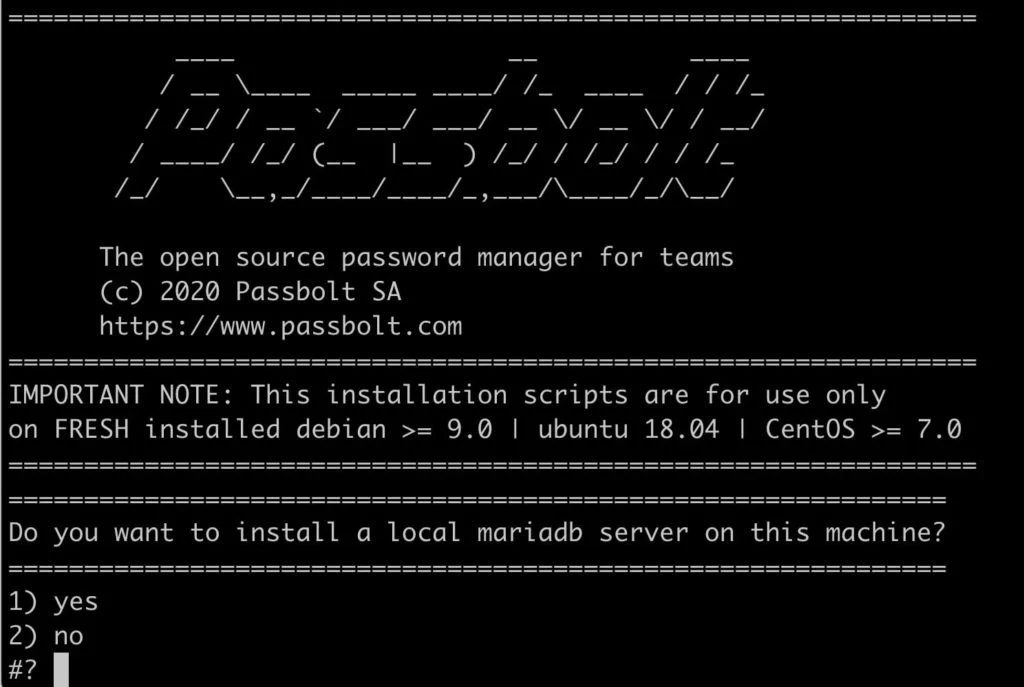 ==================================================================
Passbolt
The open source password manager for teams
(c) 2020 Passbolt SA
https://www.passbolt.com
==================================================================
IMPORTANT NOTE: This installation scripts are for use only
on FRESH installed debian >= 9.0 | ubuntu 18.04 | CentOS >= 7.0
==================================================================
==================================================================
Do you want to install a local mariadb server on this machine?
==================================================================
1) yes
2) no
#?